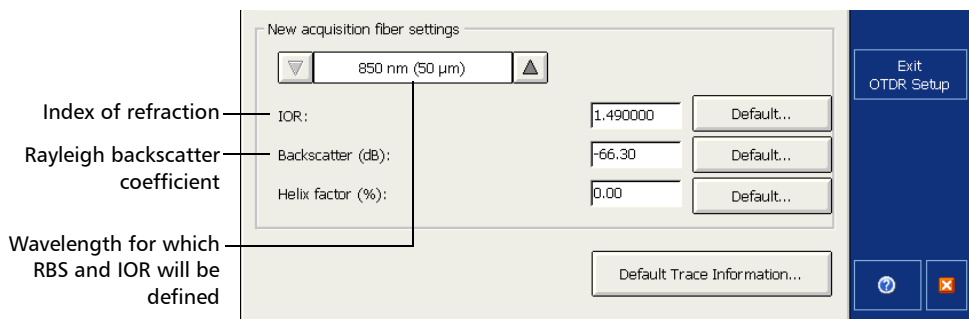 New acquisition fiber settings
850 nm (50 µm)
Exit
OTDR Setup
Index of refraction
IOR:
1.490000
Default...
Rayleigh backscatter
coefficient
Backscatter (dB):
-66.30
Default...
Helix factor (%):
0.00
Default...
Wavelength for which
RBS and IOR will be
defined
Default Trace Information...